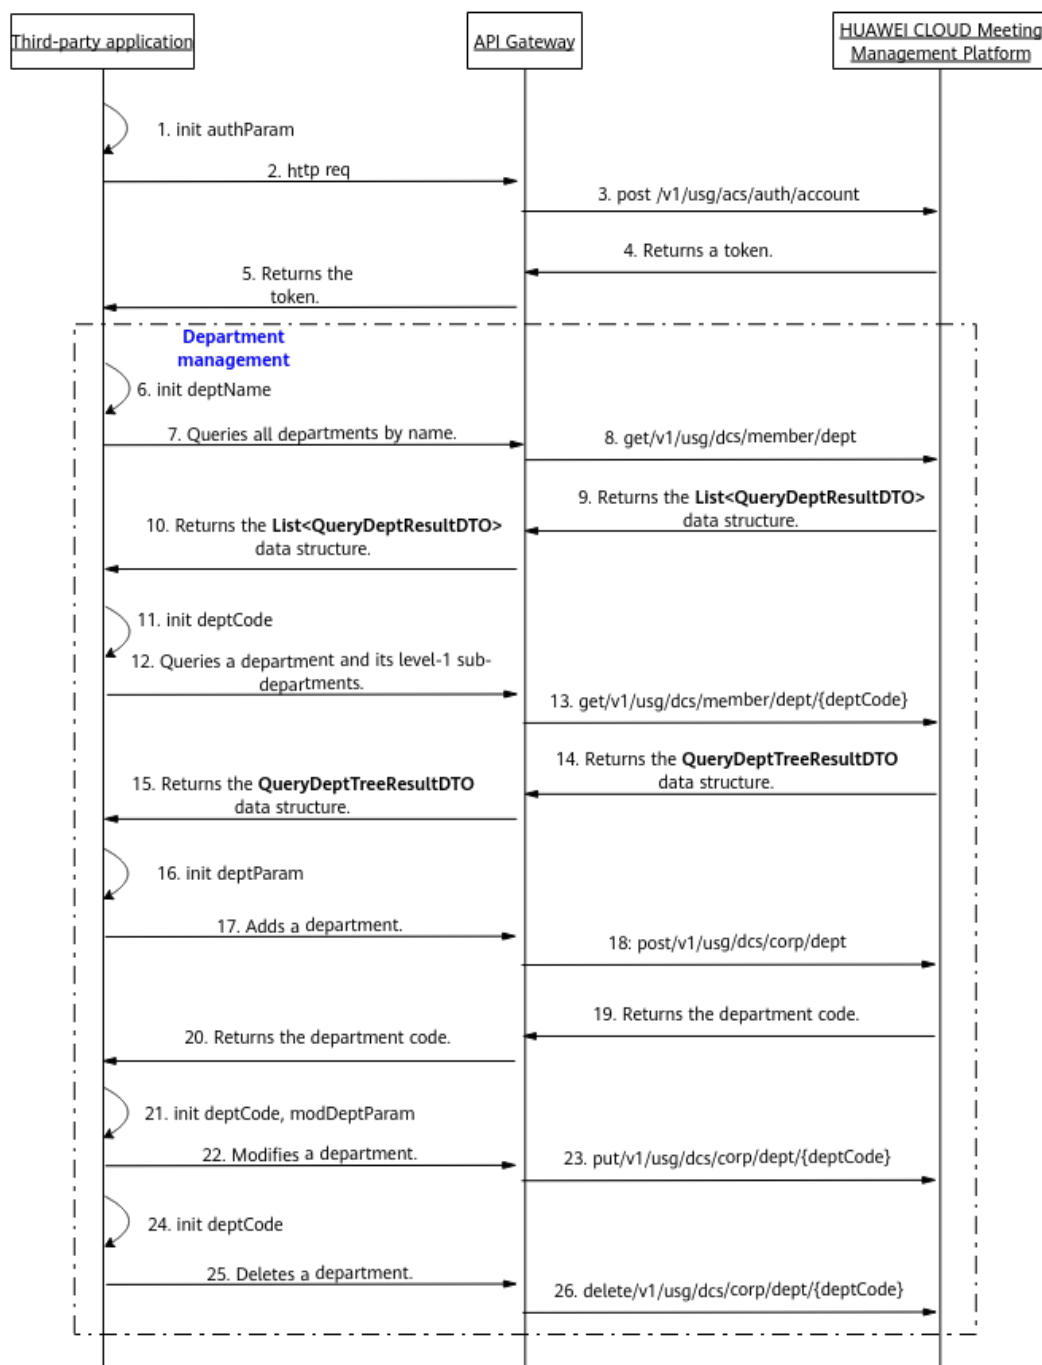 Third-party application
API Gateway
HUAWEI CLOUD Meeting
Management Platform
1. init authParam
2. http req
3. post /v1/usg/acs/auth/account
4. Returns a token.
5. Returns the
token.
Department
management
6. init deptName
7. Queries all departments by name.
8. get/v1/usg/dcs/member/dept
9. Returns the List<QueryDeptResultDTO>
data structure.
10. Returns the List<QueryDeptResultDTO>
data structure.
11. init deptCode
12. Queries a department and its level-1 sub-
departments.
13. get/v1/usg/dcs/member/dept/{deptCode}
14. Returns the QueryDeptTreeResultDTO
data structure.
15. Returns the QueryDeptTreeResultDTO
data structure.
16. init deptParam
17. Adds a department.
18: post/v1/usg/dcs/corp/dept
19. Returns the department code.
20. Returns the department code.
21. init deptCode, modDeptParam
22. Modifies a department.
23. put/v1/usg/dcs/corp/dept/{deptCode}
24. init deptCode
25. Deletes a department.
26. delete/v1/usg/dcs/corp/dept/{deptCode}